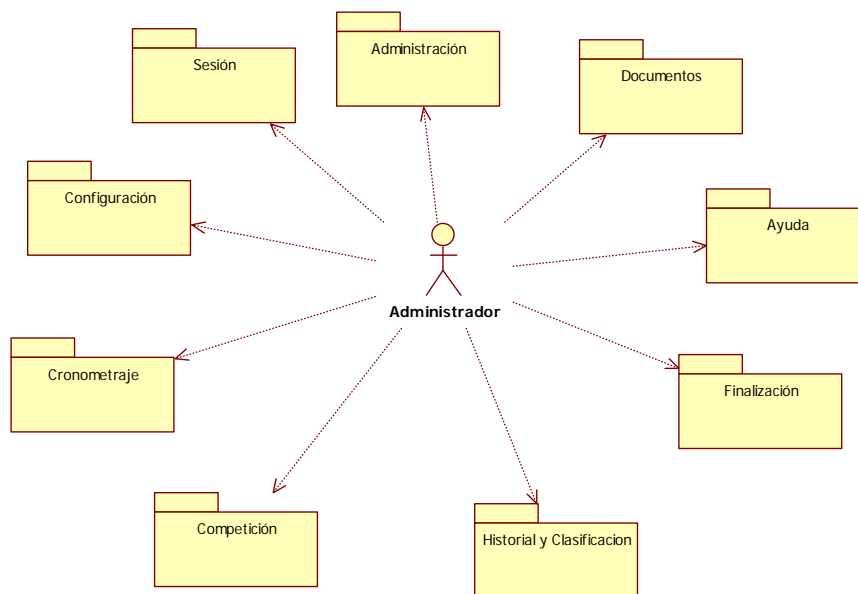 Administración
Sesión
Documentos
Configuración
Ayuda
Administrador
Cronometraje
Finalización
Competición
Historial y Clasificacion